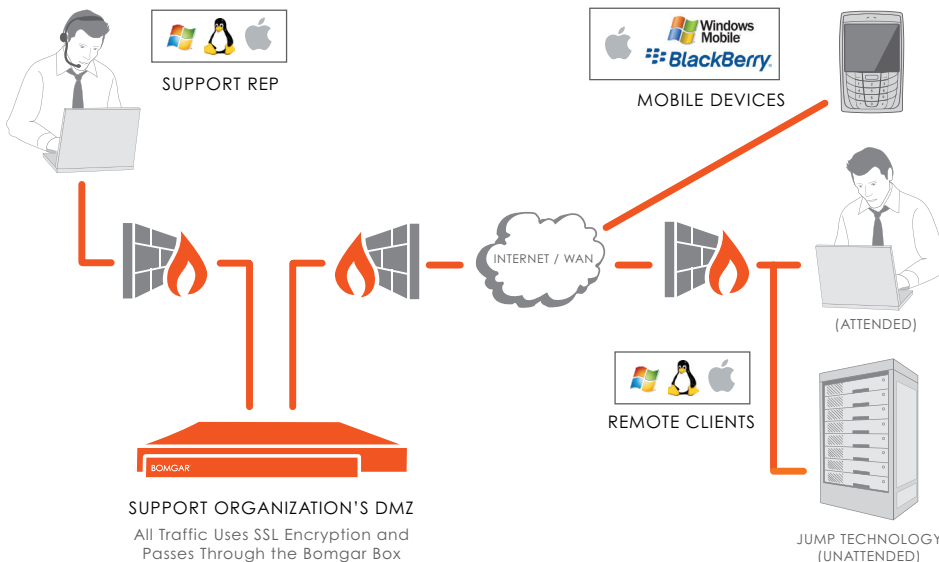 SUPPORT REP
Windows
Mobile
BlackBerry.
MOBILE DEVICES
INTERNET / WAN
(ATTENDED)
REMOTE CLIENTS
BOMGAR
SUPPORT ORGANIZATION'S DMZ
All Traffic Uses SSL Encryption and
Passes Through the Bomgar Box
JUMP TECHNOLOGY
(UNATTENDED)